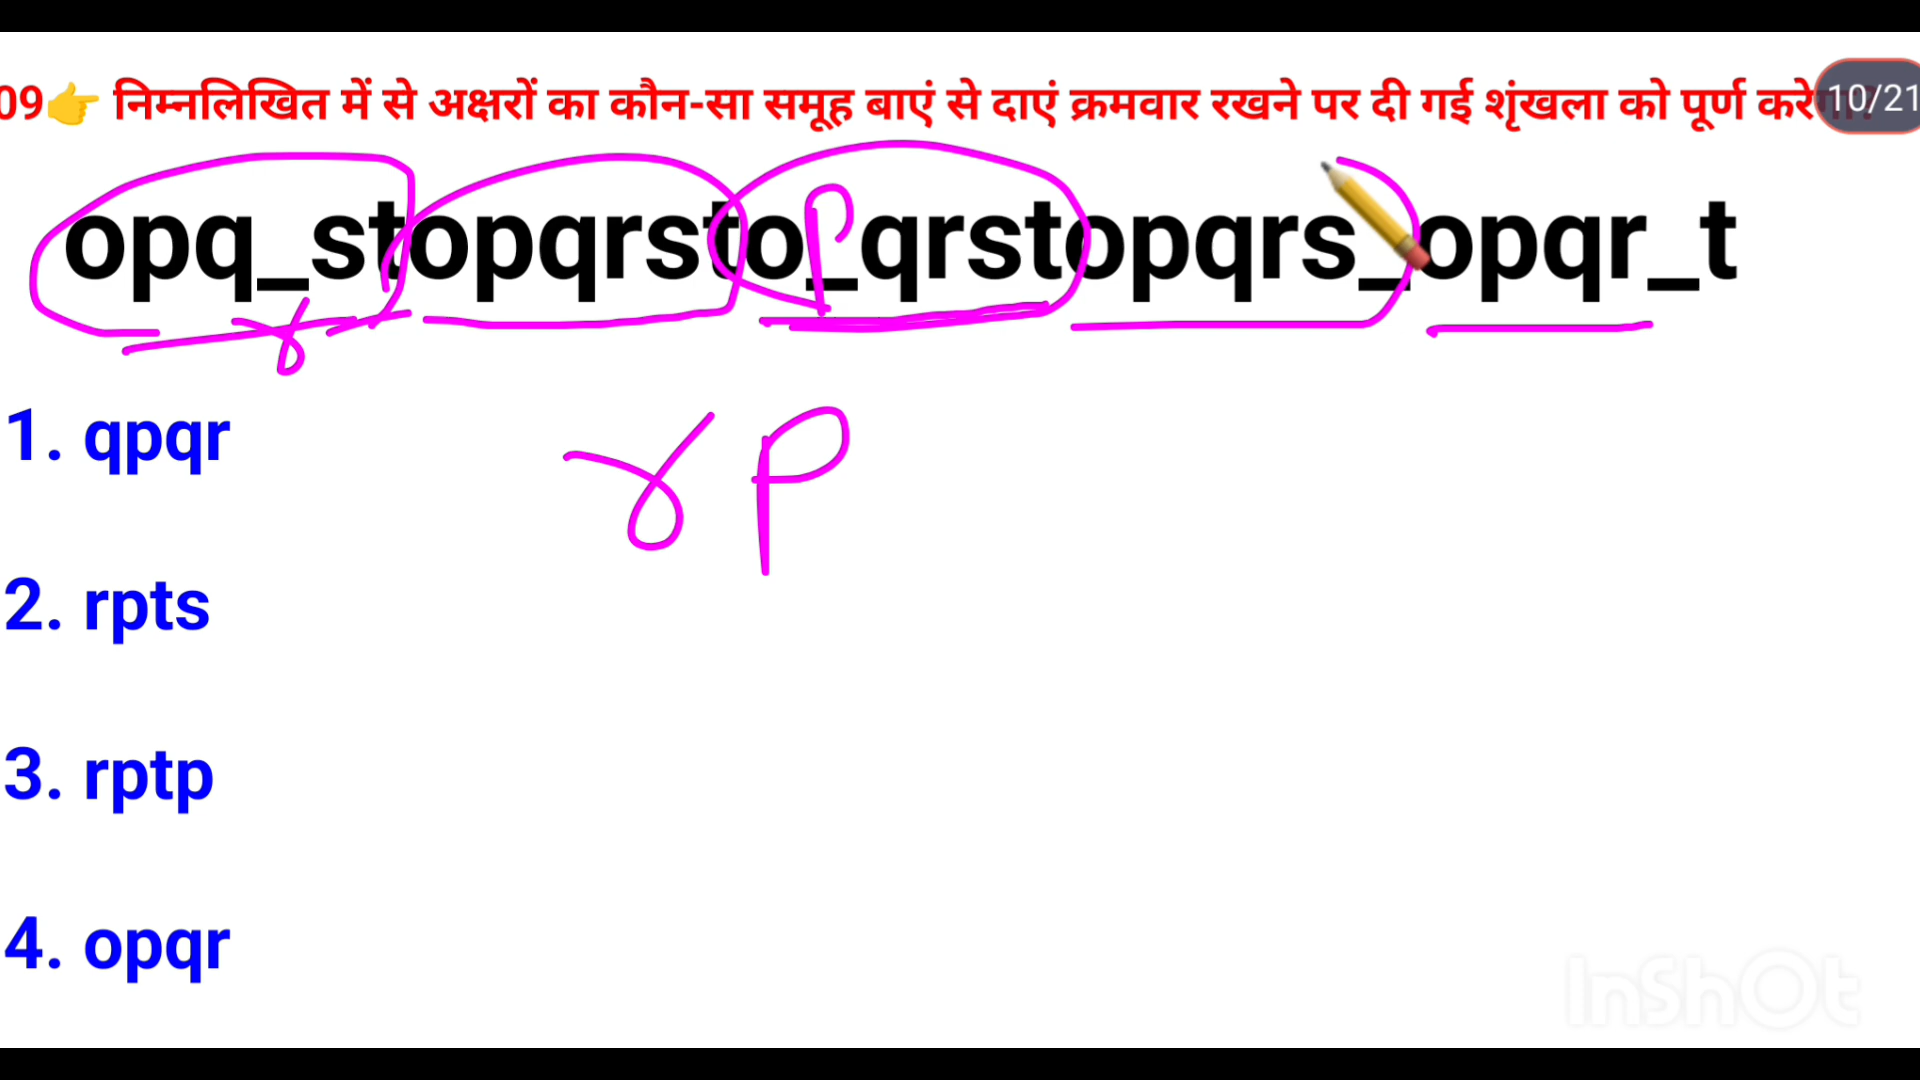 09👉 निम्नलिखित में से अक्षरों का कौन-सा समूह बाएं से दाएं क्रमवार रखने पर दी गई शृंखला को पूर्ण करे
10/21
opq_stopqrsto_qrstopqrs_opqr_t
p
r
r p
1. qpqr
2. rpts
3. rptp
4. opqr
InShOt